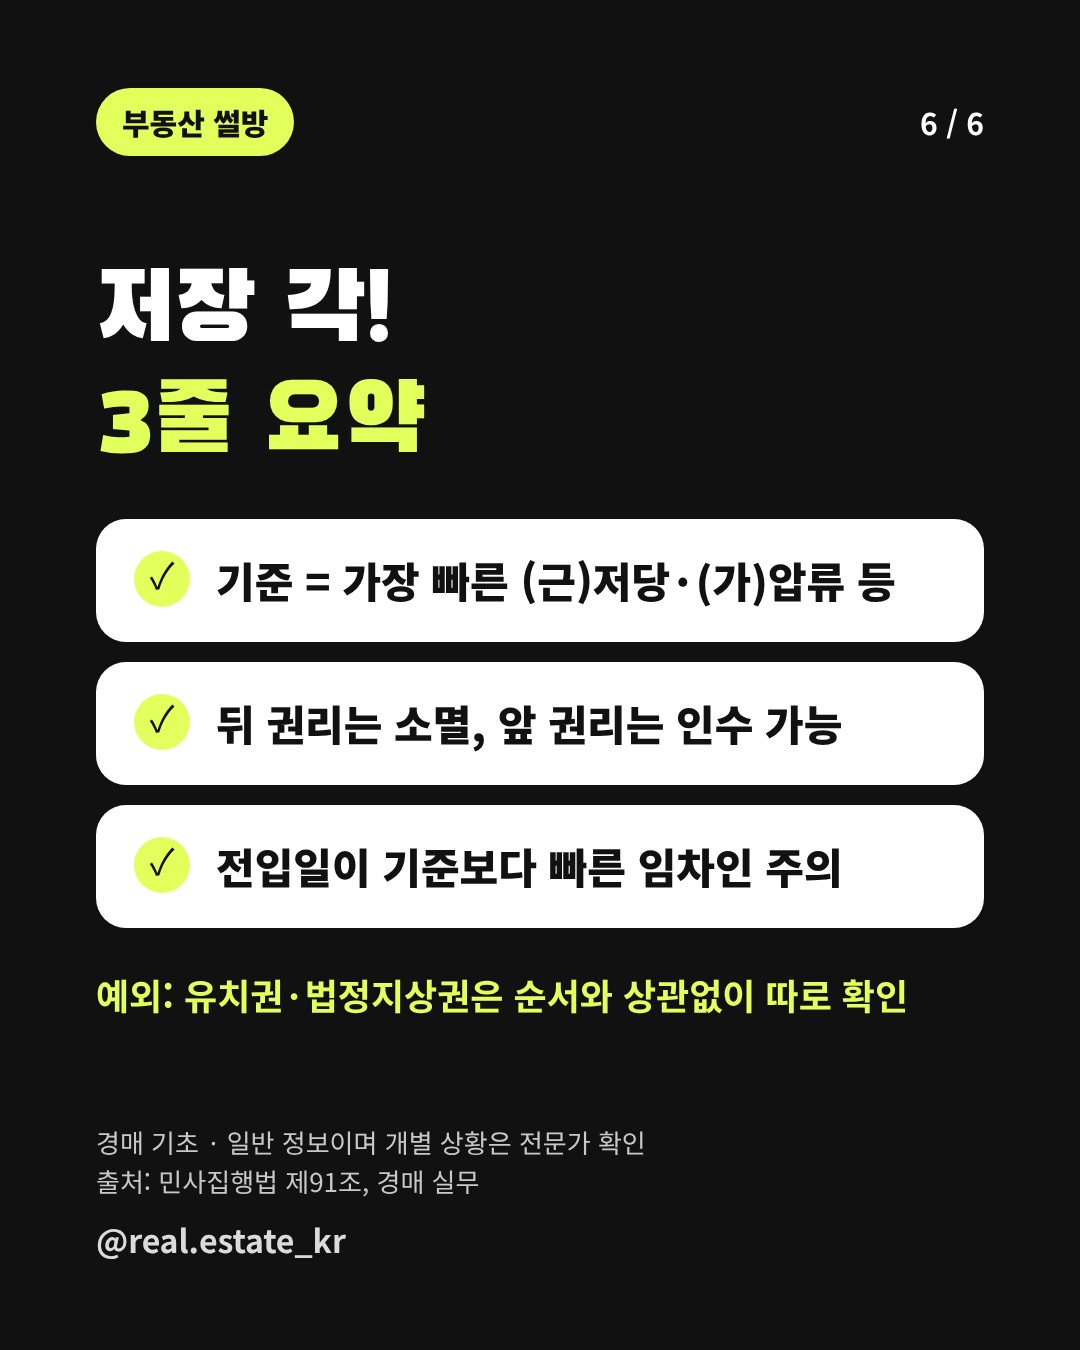 부동산 썰방
6 / 6
저장 각!
3줄 요약
✓ 기준 = 가장 빠른 (근)저당·(가)압류 등
✓ 뒤 권리는 소멸, 앞 권리는 인수 가능
✓ 전입일이 기준보다 빠른 임차인 주의
예외: 유치권·법정지상권은 순서와 상관없이 따로 확인
경매 기초 · 일반 정보이며 개별 상황은 전문가 확인
출처: 민사집행법 제91조, 경매 실무
@real.estate_kr